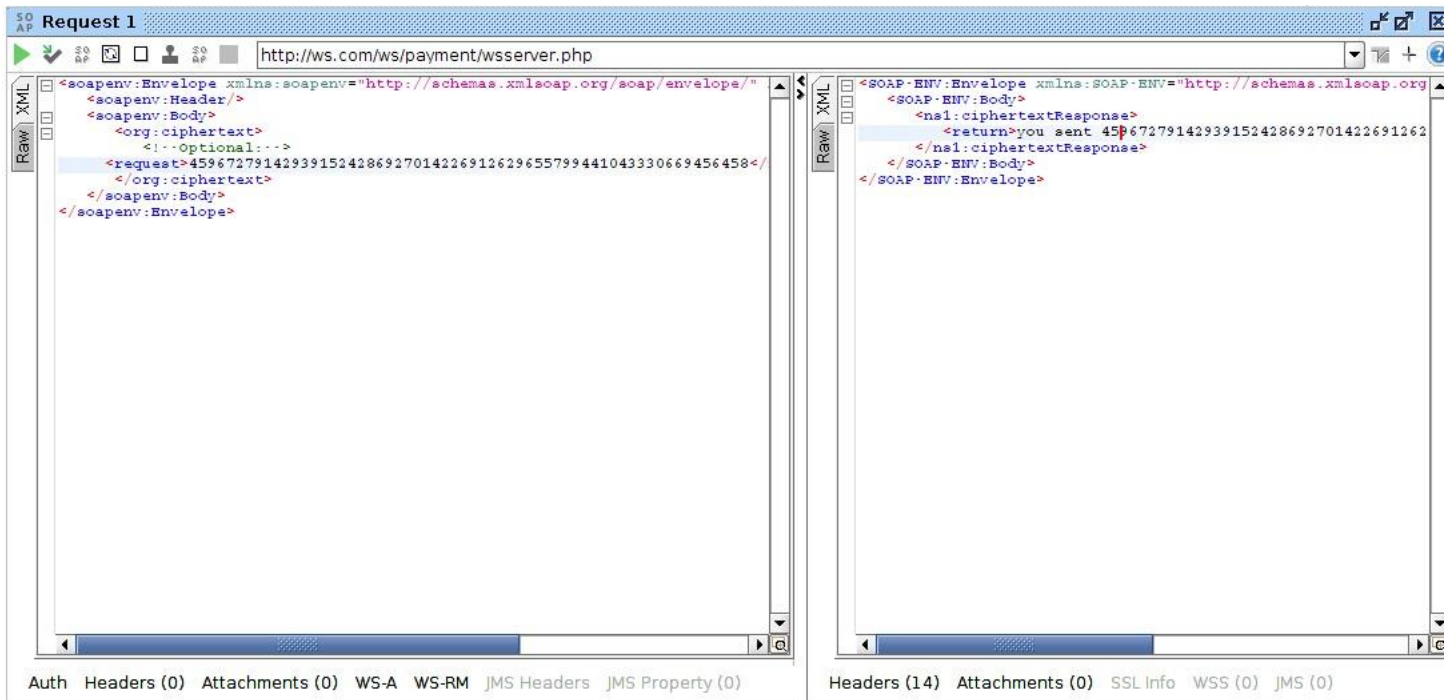 SOAP Request 1
http://ws.com/ws/payment/wsserver.php
XML
Raw
<soapenv:Envelope xmlns:soapenv="http://schemas.xmlsoap.org/soap/envelope/"
<soapenv:Header/>
<soapenv:Body>
<org:ciphertext>
<!--Optional:-->
<request>45967279142939152428692701422691262965579944104333066945 6458</
</org:ciphertext>
</soapenv:Body>
</soapenv:Envelope>
XML
Raw
<SOAP-ENV:Envelope xmlns:SOAP-ENV="http://schemas.xmlsoap.org
<SOAP-ENV:Body>
<ns1:ciphertextResponse>
<return>you sent 45967279142939152428692701422691262
</ns1:ciphertextResponse>
</SOAP-ENV:Body>
</SOAP-ENV:Envelope>
Auth Headers (0) Attachments (0) WS-A WS-RM JMS Headers JMS Property (0)
Headers (14) Attachments (0) SSL Info WSS (0) JMS (0)